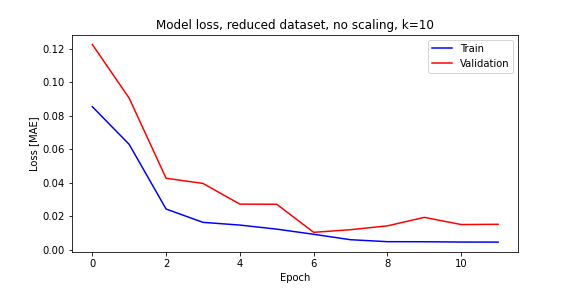 Model loss, reduced dataset, no scaling, k=10
Train
Validation
Loss [MAE]
0.12
0.10
0.08
0.06
0.04
0.02
0.00
0 2 4 6 8 10
Epoch